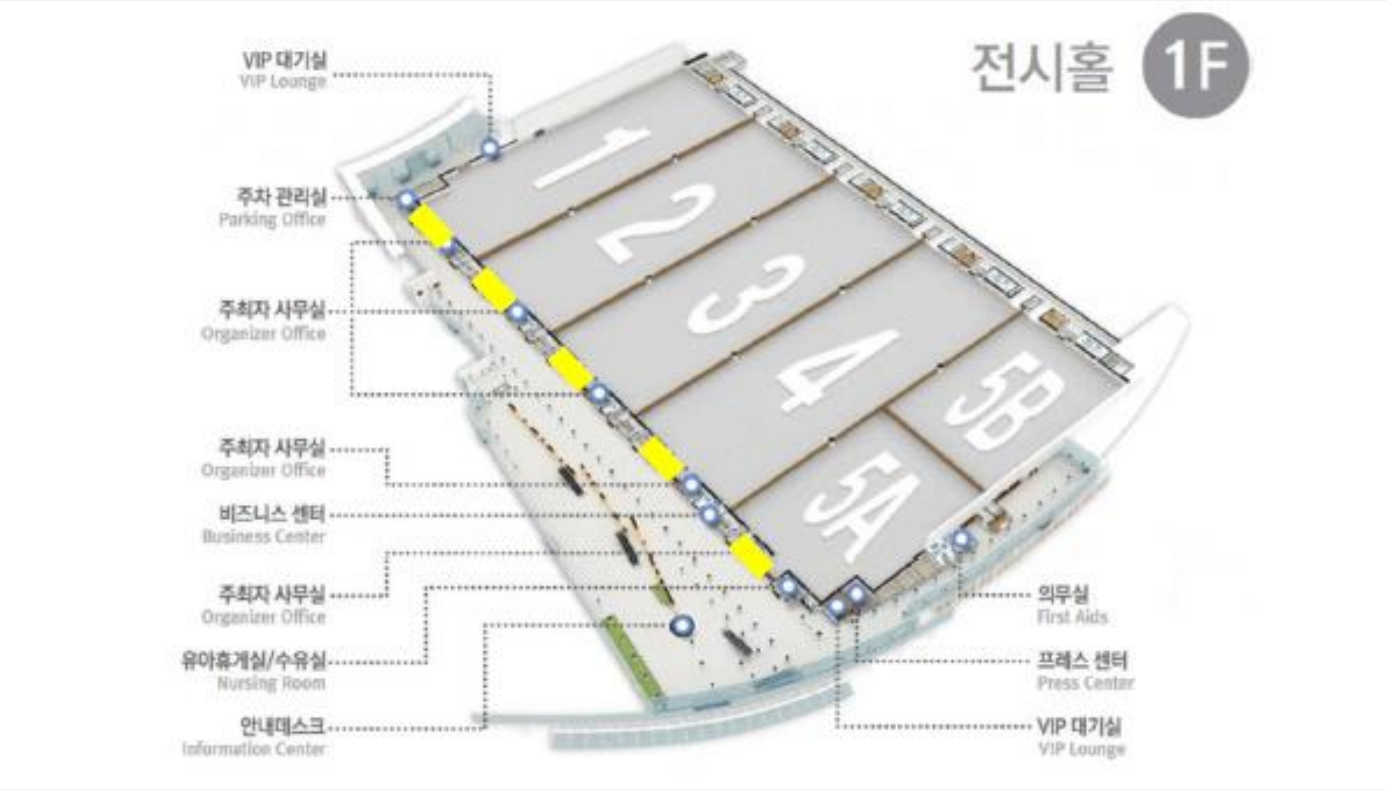 전시홀 1F
VIP 대기실
VIP Lounge
주차 관리실
Parking Office
주최자 사무실
Organizer Office
주최자 사무실
Organizer Office
비즈니스 센터
Business Center
주최자 사무실
Organizer Office
유아휴게실/수유실
Nursing Room
안내데스크
Information Center
1
2
3
4
5B
5A
의무실
First Aids
프레스 센터
Press Center
VIP 대기실
VIP Lounge